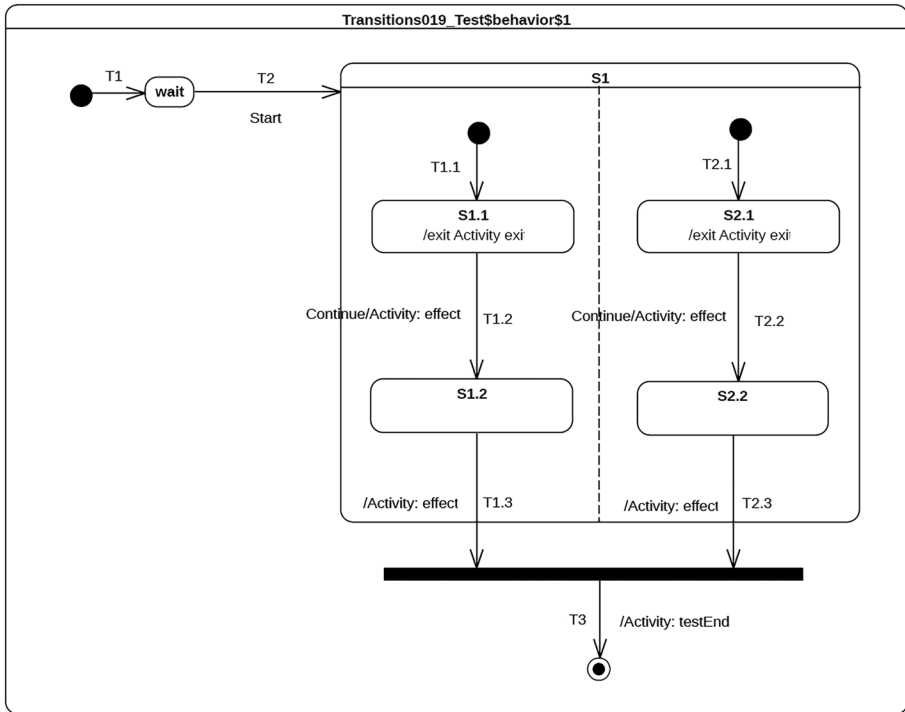 Transitions019_Test$behavior$1
T1
wait
T2
Start
S1
T1.1
S1.1
/exit Activity exit
Continue/Activity: effect
T1.2
S1.2
/Activity: effect
T1.3
T2.1
S2.1
/exit Activity exit
Continue/Activity: effect
T2.2
S2.2
/Activity: effect
T2.3
T3
/Activity: testEnd